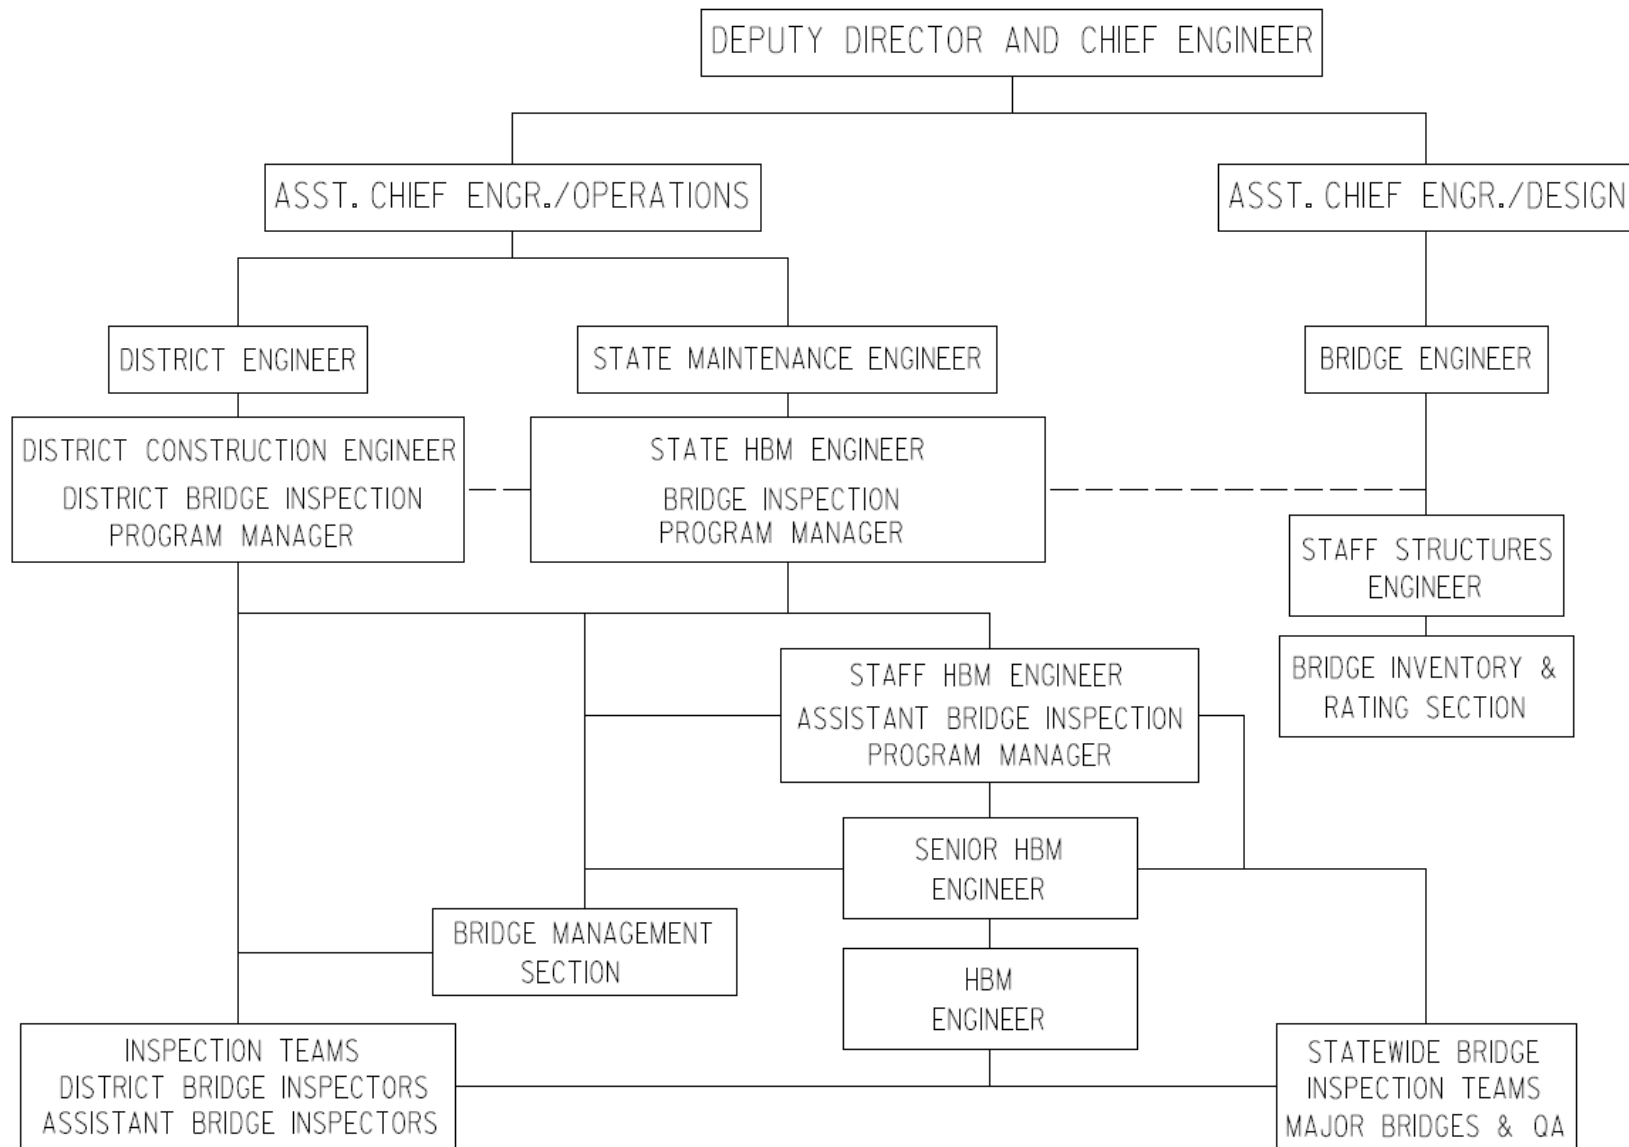 DEPUTY DIRECTOR AND CHIEF ENGINEER
ASST. CHIEF ENGR./OPERATIONS
ASST. CHIEF ENGR./DESIGN
DISTRICT ENGINEER
STATE MAINTENANCE ENGINEER
BRIDGE ENGINEER
DISTRICT CONSTRUCTION ENGINEER
DISTRICT BRIDGE INSPECTION
PROGRAM MANAGER
STATE HBM ENGINEER
BRIDGE INSPECTION
PROGRAM MANAGER
STAFF STRUCTURES
ENGINEER
BRIDGE INVENTORY &
RATING SECTION
STAFF HBM ENGINEER
ASSISTANT BRIDGE INSPECTION
PROGRAM MANAGER
SENIOR HBM
ENGINEER
BRIDGE MANAGEMENT
SECTION
HBM
ENGINEER
INSPECTION TEAMS
DISTRICT BRIDGE INSPECTORS
ASSISTANT BRIDGE INSPECTORS
STATEWIDE BRIDGE
INSPECTION TEAMS
MAJOR BRIDGES & QA